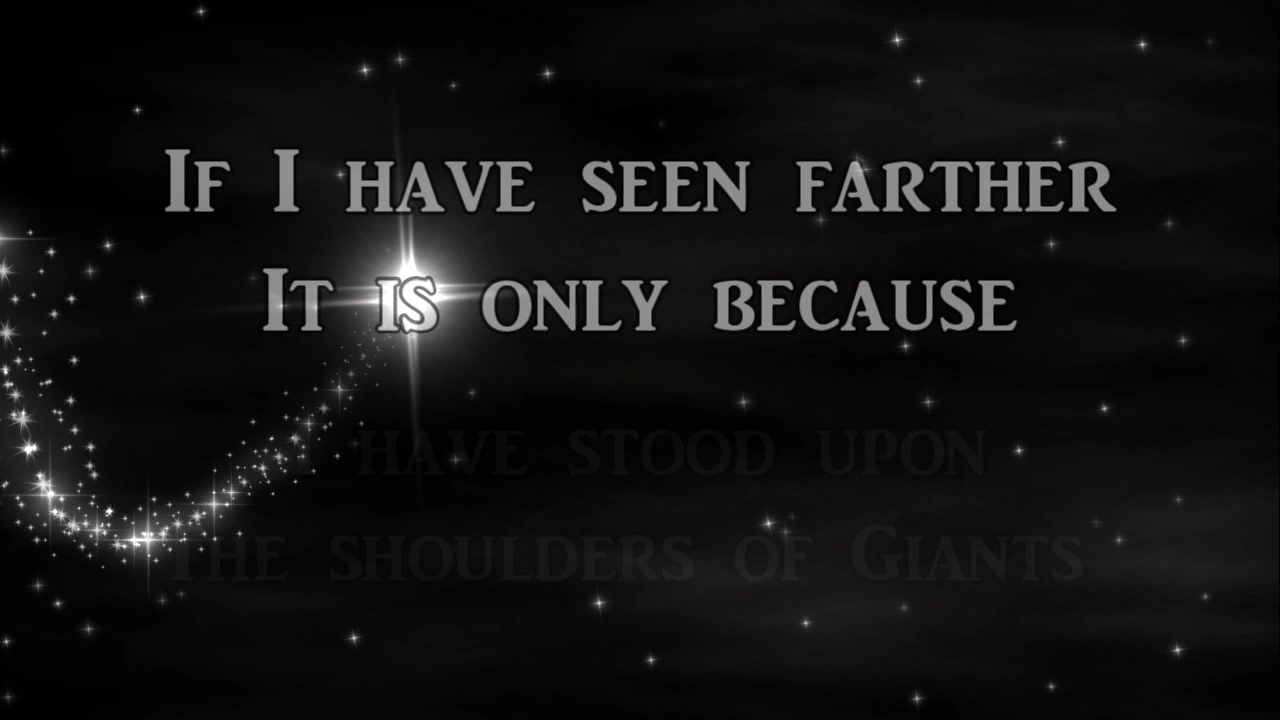 If I have seen farther
It is only because
I have stood upon
The shoulders of Giants